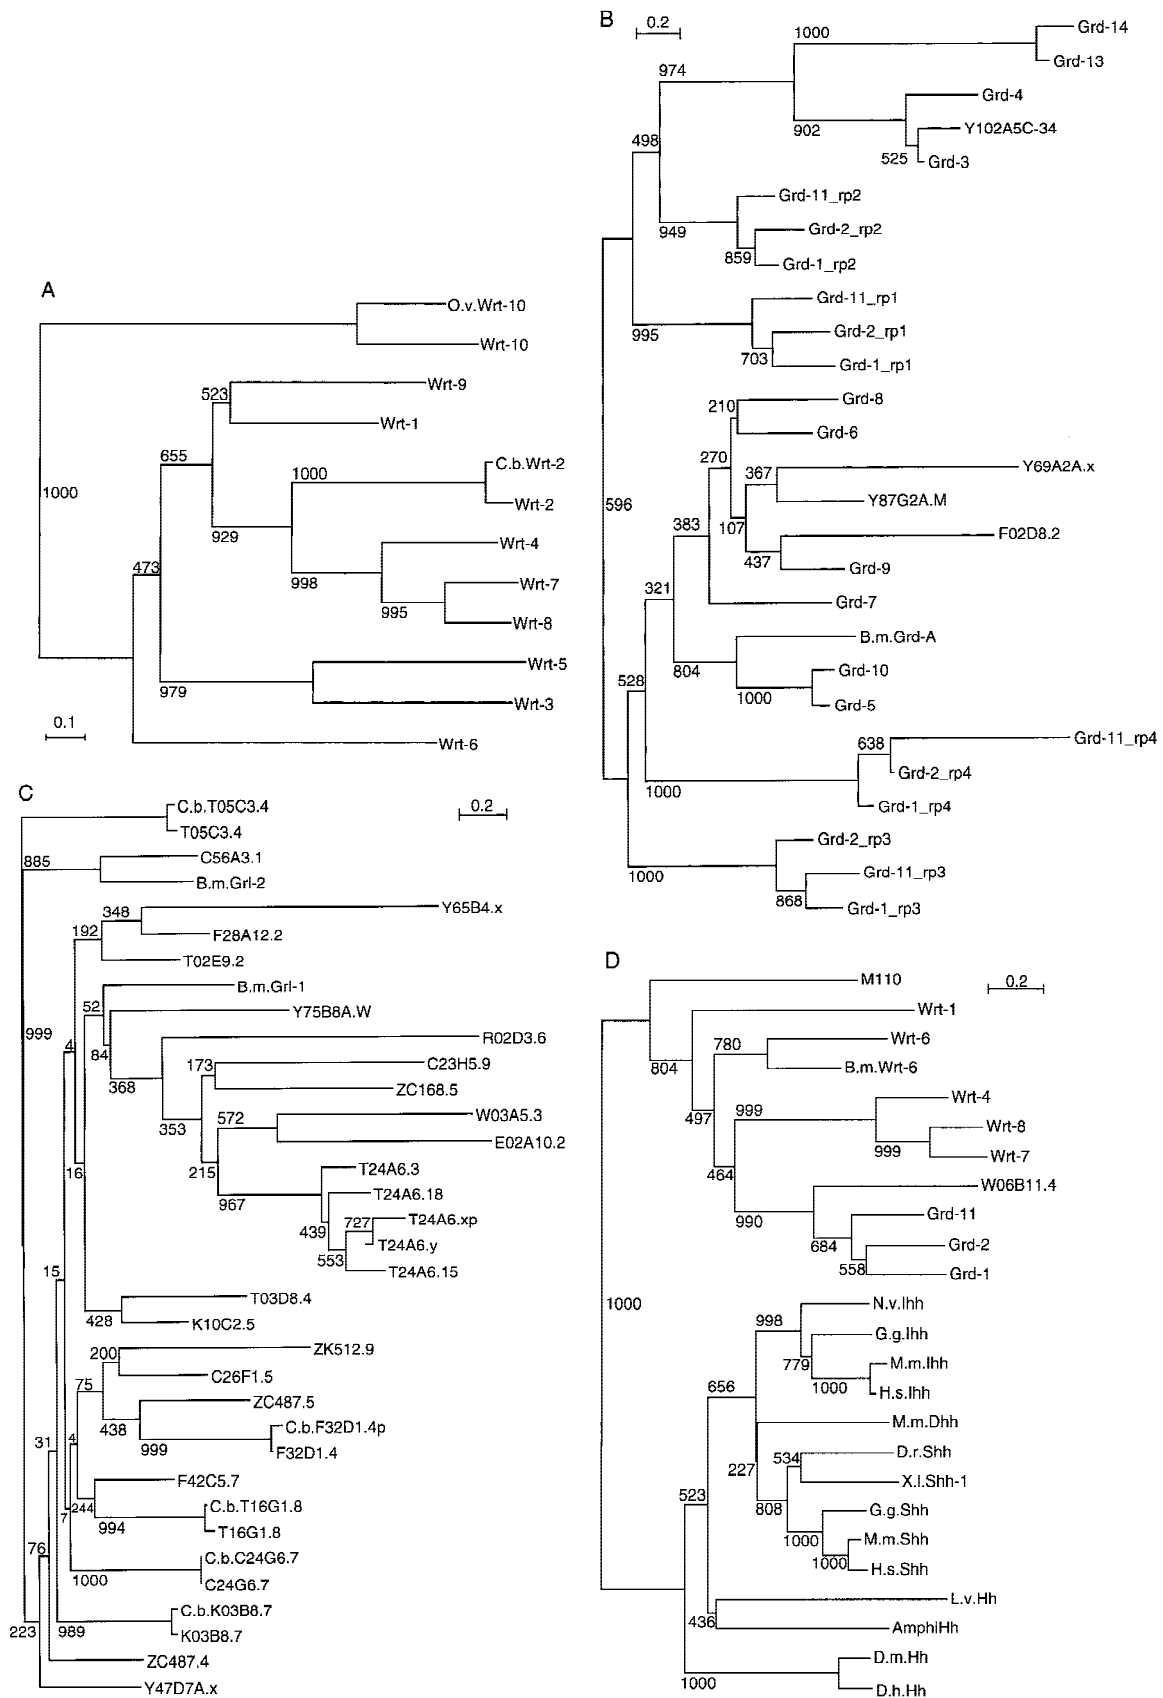 A
O.v.Wrt-10
Wrt-10
Wrt-9
523
Wrt-1
655
1000
C.b.Wrt-2
1000
Wrt-2
929
Wrt-4
473
998
Wrt-7
995
Wrt-8
Wrt-5
979
Wrt-3
0.1
Wrt-6
B
0.2
1000
Grd-14
Grd-13
974
Grd-4
902
Y102A5C-34
525
Grd-3
498
Grd-11_rp2
949
Grd-2_rp2
859
Grd-1_rp2
Grd-11_rp1
995
Grd-2_rp1
703
Grd-1_rp1
210
Grd-8
Grd-6
270
367
Y69A2A.x
Y87G2A.M
596
383
107
F02D8.2
437
Grd-9
321
Grd-7
B.m.Grd-A
804
Grd-10
528
1000
Grd-5
638
Grd-11_rp4
Grd-2_rp4
1000
Grd-1_rp4
Grd-2_rp3
1000
Grd-11_rp3
868
Grd-1_rp3
C
0.2
C.b.T05C3.4
T05C3.4
885
C56A3.1
B.m.Grl-2
348
Y65B4.x
192
F28A12.2
T02E9.2
52
B.m.Grl-1
Y75B8A.W
999
4
84
R02D3.6
368
173
C23H5.9
ZC168.5
353
572
W03A5.3
E02A10.2
16
215
T24A6.3
967
T24A6.18
439
727
T24A6.xp
T24A6.y
553
T24A6.15
15
T03D8.4
428
K10C2.5
200
ZK512.9
75
C26F1.5
438
ZC487.5
C.b.F32D1.4p
31
4
999
F32D1.4
F42C5.7
7
244
C.b.T16G1.8
994
T16G1.8
76
C.b.C24G6.7
1000
C24G6.7
C.b.K03B8.7
223
989
K03B8.7
ZC487.4
Y47D7A.x
D
0.2
M110
Wrt-1
804
780
Wrt-6
B.m.Wrt-6
497
999
Wrt-4
Wrt-8
999
Wrt-7
464
W06B11.4
990
Grd-11
684
Grd-2
558
Grd-1
1000
998
N.v.Ihh
G.g.Ihh
779
M.m.Ihh
656
1000
H.s.Ihh
M.m.Dhh
227
534
D.r.Shh
X.l.Shh-1
523
808
G.g.Shh
1000
M.m.Shh
1000
H.s.Shh
L.v.Hh
436
AmphiHh
D.m.Hh
1000
D.h.Hh